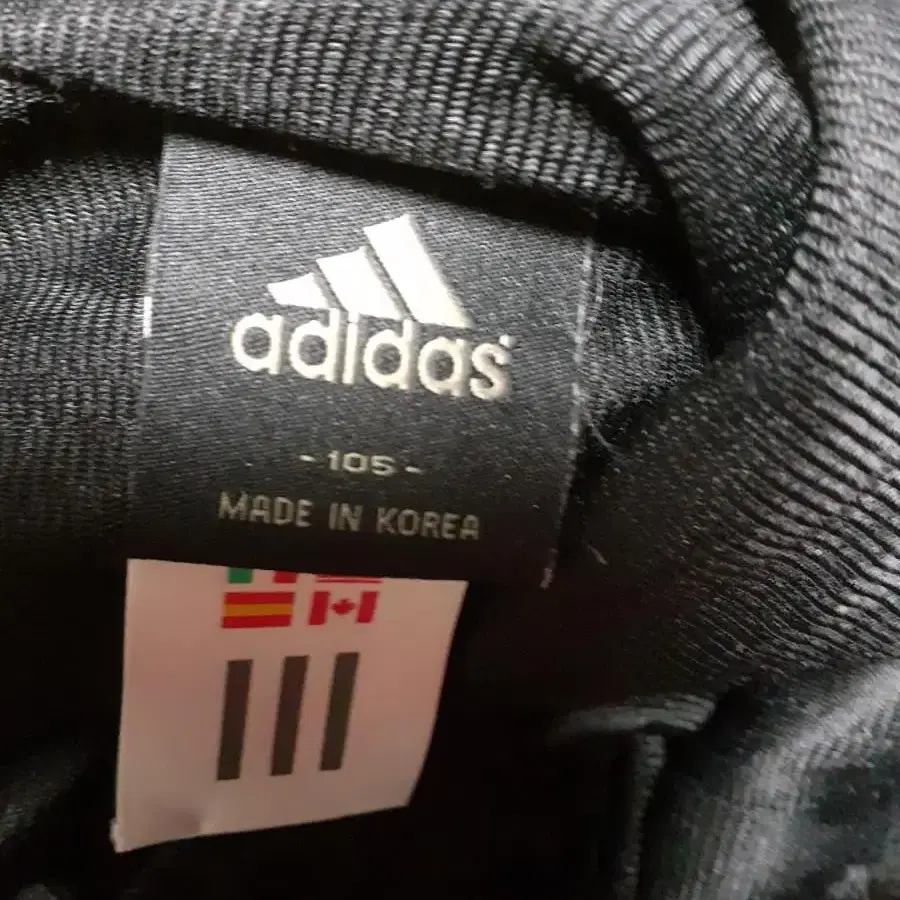 adidas
- 105 -
MADE IN KOREA